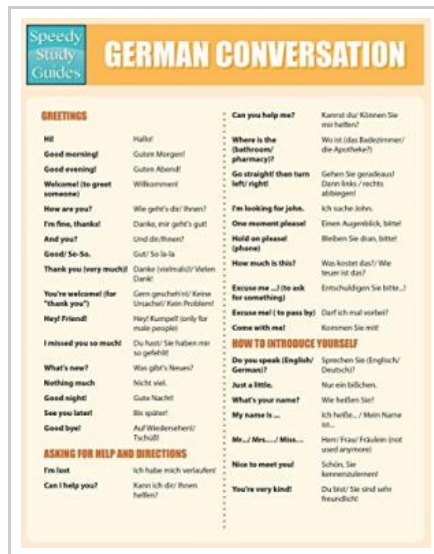 Speedy
Study
Guides
GERMAN CONVERSATION
GREETINGS
Hi! Hallo!
Good morning! Guten Morgen!
Good evening! Guten Abend!
Welcome! (to greet Willkommen!
someone)
How are you? Wie geht's dir/ Ihnen?
I'm fine, thanks! Danke, mir geht's gut!
And you? Und dir/Ihnen?
Good/ So-So. Gut/ So la-la
Thank you (very much)! Danke (vielmals)!/ Vielen
Dank!
You're welcome! (for Gern gescheh'n!/ Keine
"thank you") Ursache!/ Kein Problem!
Hey! Friend! Hey! Kumpel! (only for
male people)
I missed you so much! Du hast/ Sie haben mir
so gefehlt!
What's new? Was gibt's Neues?
Nothing much Nicht viel.
Good night! Gute Nacht!
See you later! Bis später!
Good bye! Auf Wiedersehen!/
Tschüß!
ASKING FOR HELP AND DIRECTIONS
I'm lost Ich habe mich verlaufen!
Can I help you? Kann ich dir/ Ihnen
helfen?
Can you help me? Kannst du/ Können Sie
mir helfen?
Where is the Wo ist (das Badezimmer/
(bathroom/ die Apotheke?)
pharmacy)?
Go straight! then turn Gehen Sie geradeaus!
left/ right! Dann links / rechts
abbiegen!
I'm looking for john. Ich suche John.
One moment please! Einen Augenblick, bitte!
Hold on please! Bleiben Sie dran, bitte!
(phone)
How much is this? Was kostet das?/ Wie
teuer ist das?
Excuse me ...! (to ask Entschuldigen Sie bitte...!
for something)
Excuse me! ( to pass by) Darf ich mal vorbei?
Come with me! Kommen Sie mit!
HOW TO INTRODUCE YOURSELF
Do you speak (English/ Sprechen Sie (Englisch/
German)? Deutsch)?
Just a little. Nur ein bißchen.
What's your name? Wie heißen Sie?
My name is ... Ich heiße... / Mein Name
ist...
Mr.../ Mrs..../ Miss... Herr/ Frau/ Fräulein (not
used anymore)
Nice to meet you! Schön, Sie
kennenzulernen!
You're very kind! Du bist/ Sie sind sehr
freundlich!